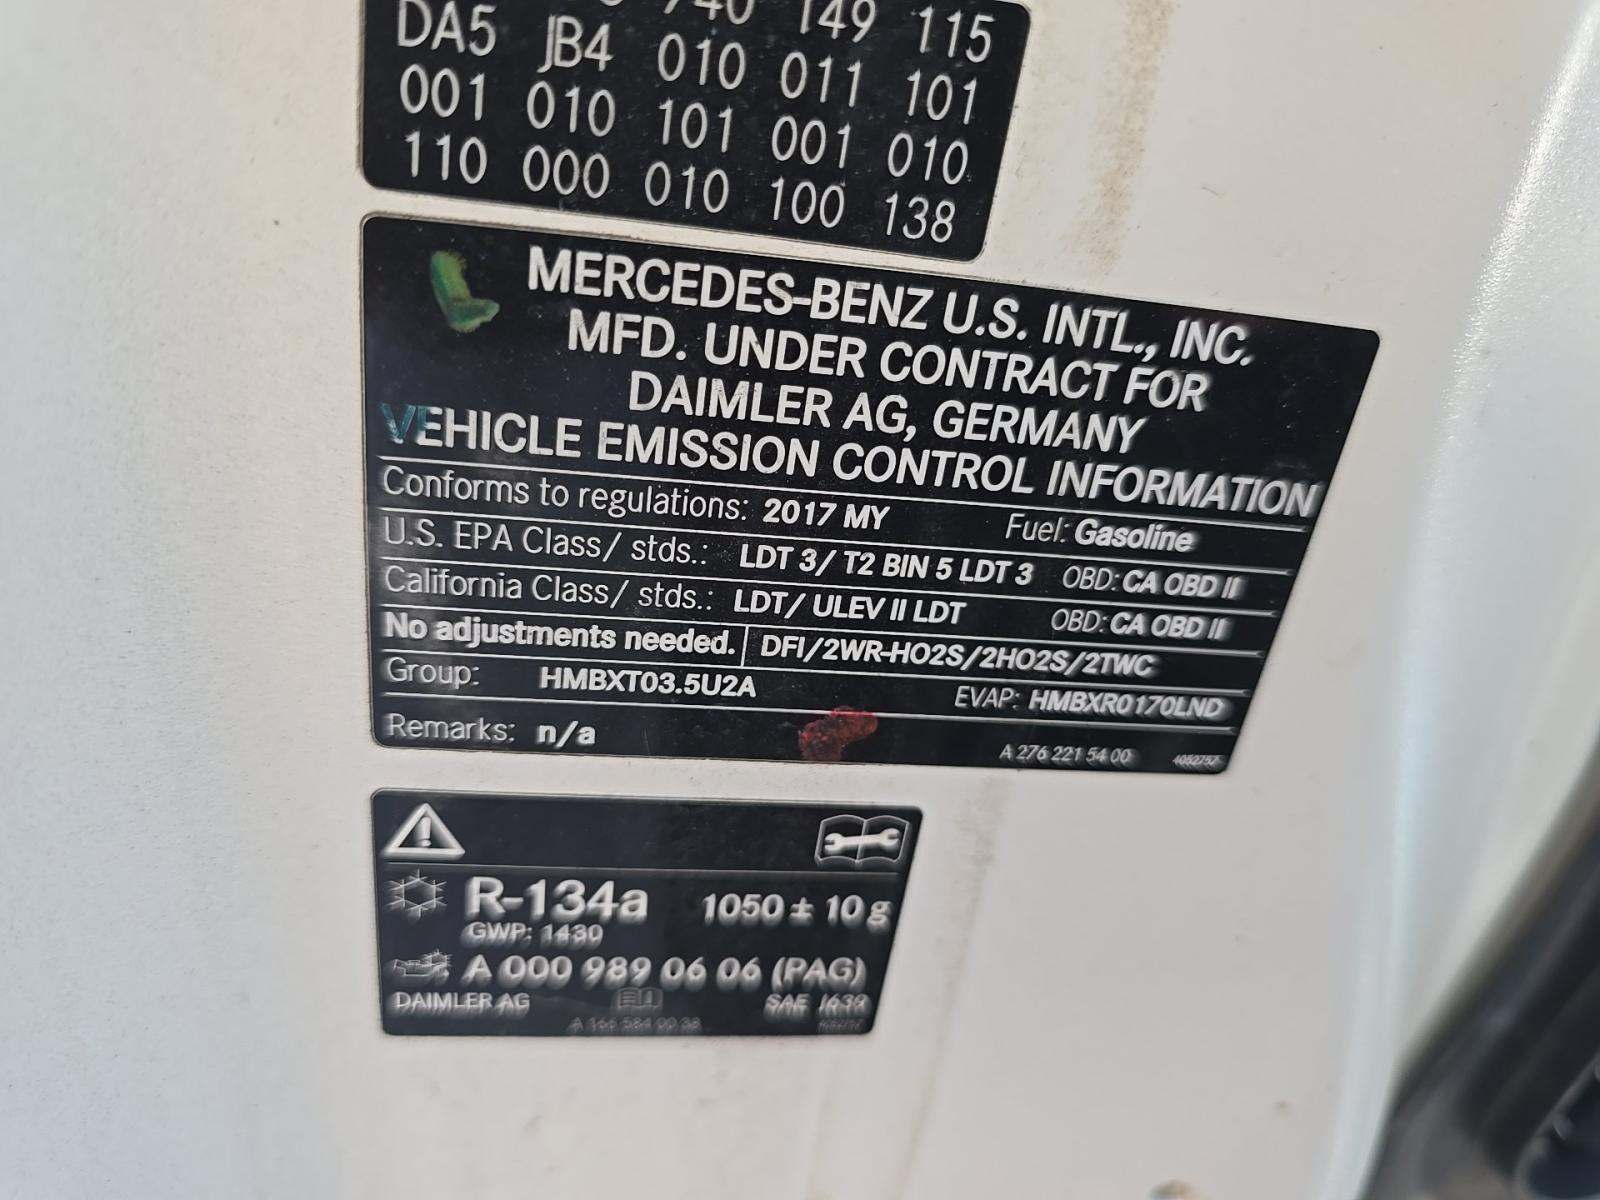 740 149 115
DA5 JB4 010 011 101
001 010 101 001 010
110 000 010 100 138
MERCEDES-BENZ U.S. INTL., INC.
MFD. UNDER CONTRACT FOR
DAIMLER AG, GERMANY
VEHICLE EMISSION CONTROL INFORMATION
Conforms to regulations: 2017 MY Fuel: Gasoline
U.S. EPA Class/ stds.: LDT 3/ T2 BIN 5 LDT 3 OBD: CA OBD II
California Class/ stds.: LDT/ ULEV II LDT OBD: CA OBD II
No adjustments needed. DFI/2WR-HO2S/2HO2S/2TWC
Group: HMBXT03.5U2A EVAP: HMBXR0170LND
Remarks: n/a A 276 221 54 00
R-134a 1050 ± 10 g
GWP: 1430
A 000 989 06 06 (PAG)
DAIMLER AG SAE J639